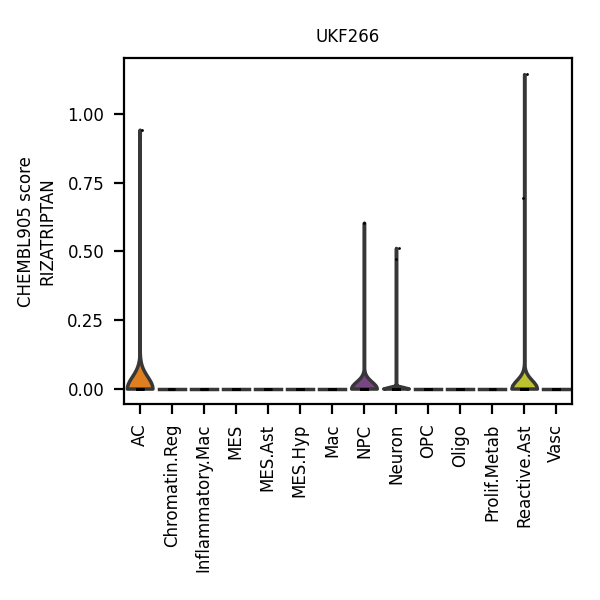 UKF266
CHEMBL905 score
RIZATRIPTAN
1.00
0.75
0.50
0.25
0.00
AC
Chromatin.Reg
Inflammatory.Mac
MES
MES.Ast
MES.Hyp
Mac
NPC
Neuron
OPC
Oligo
Prolif.Metab
Reactive.Ast
Vasc